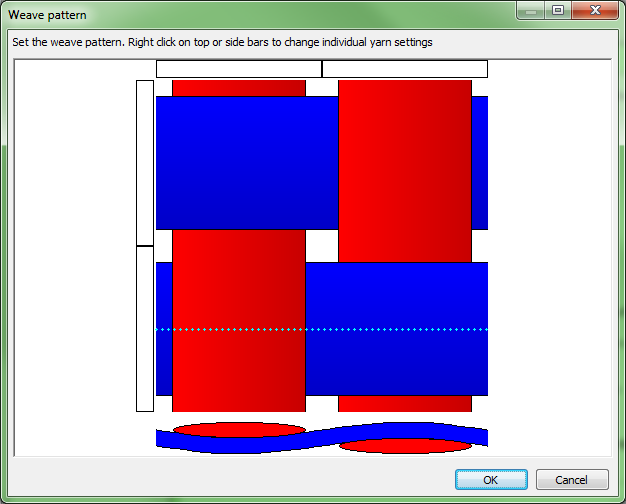 Weave pattern
Set the weave pattern. Right click on top or side bars to change individual yarn settings
OK
Cancel